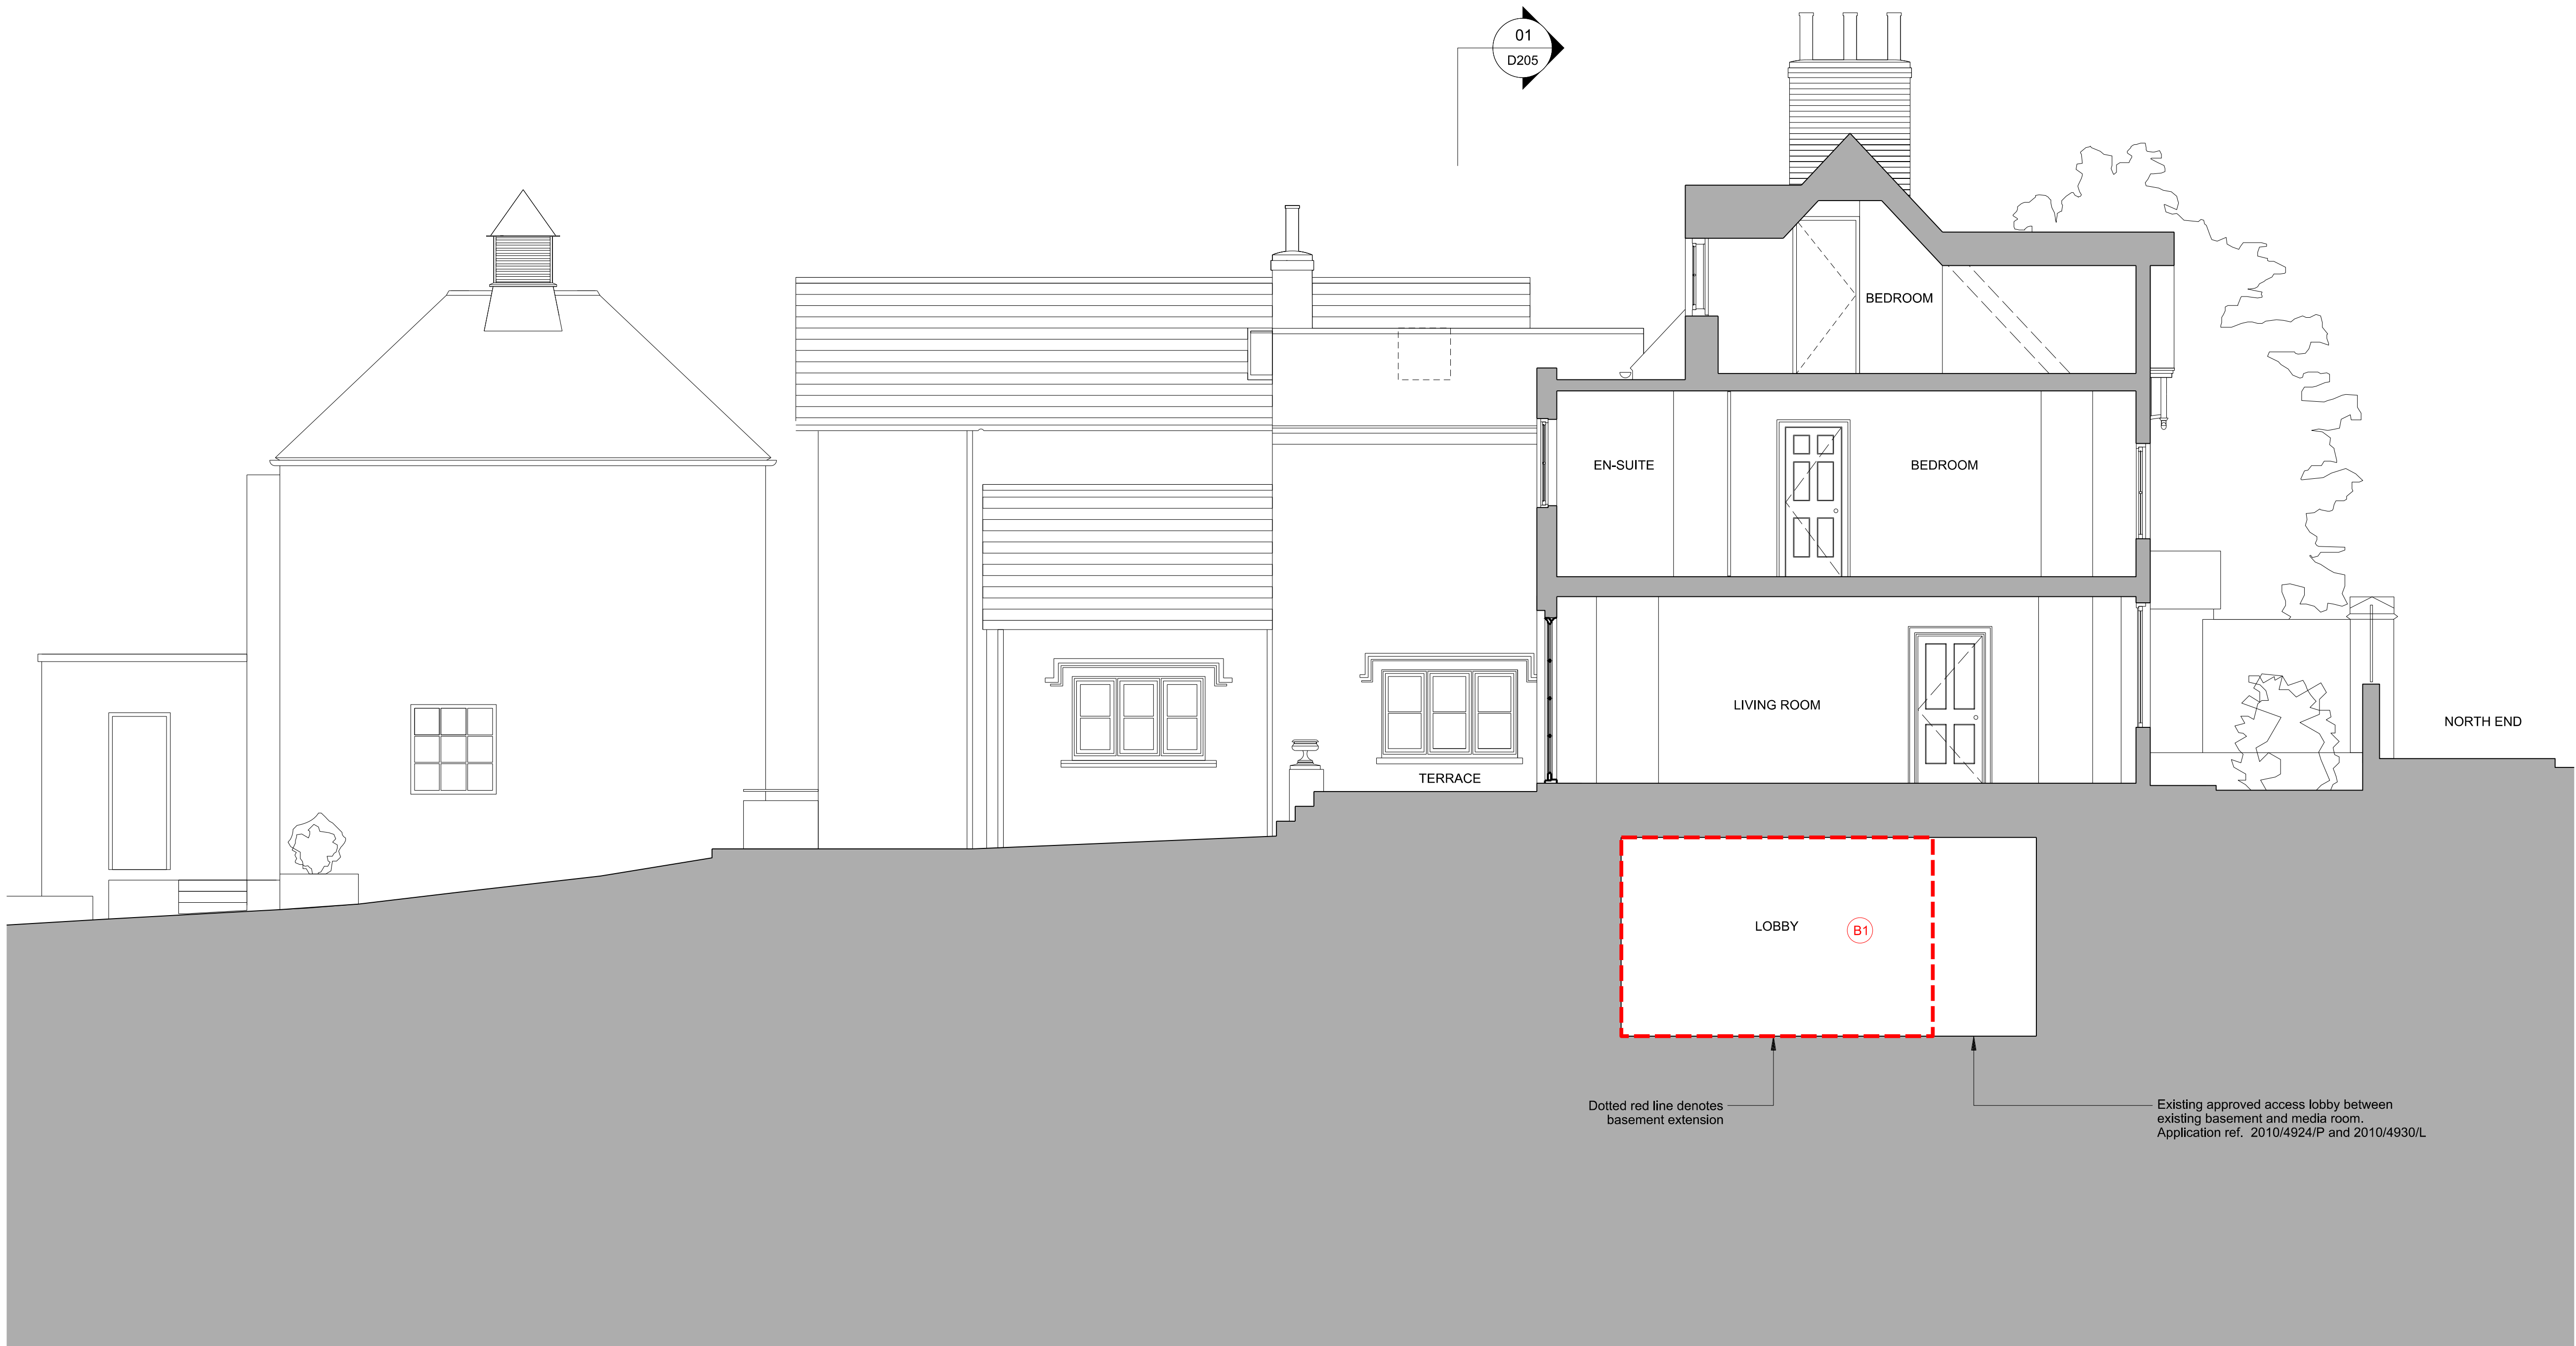 01
D205
BEDROOM
EN-SUITE
BEDROOM
LIVING ROOM
NORTH END
TERRACE
LOBBY
B1
Dotted red line denotes
basement extension
Existing approved access lobby between
existing basement and media room.
Application ref. 2010/4924/P and 2010/4930/L